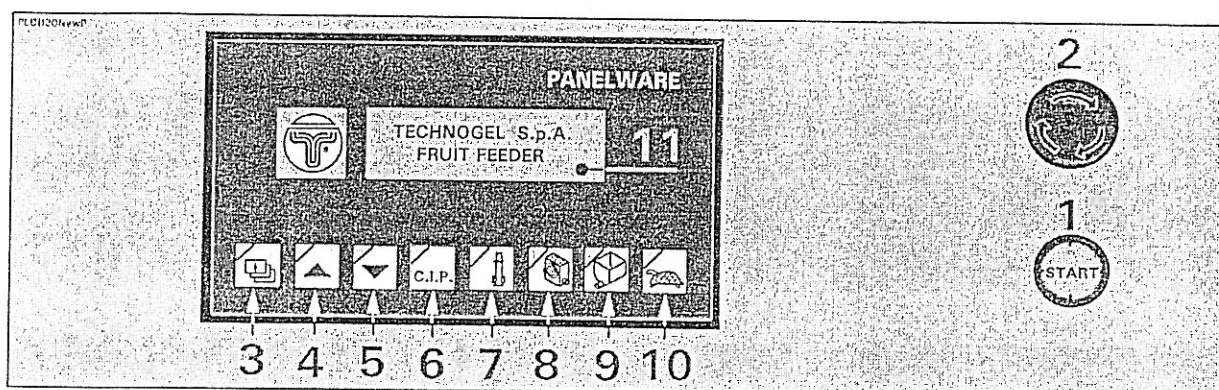 PANELWARE
TECHNOGEL S.p.A.
FRUIT FEEDER
11
C.I.P.
3 4 5 6 7 8 9 10
2
1
START